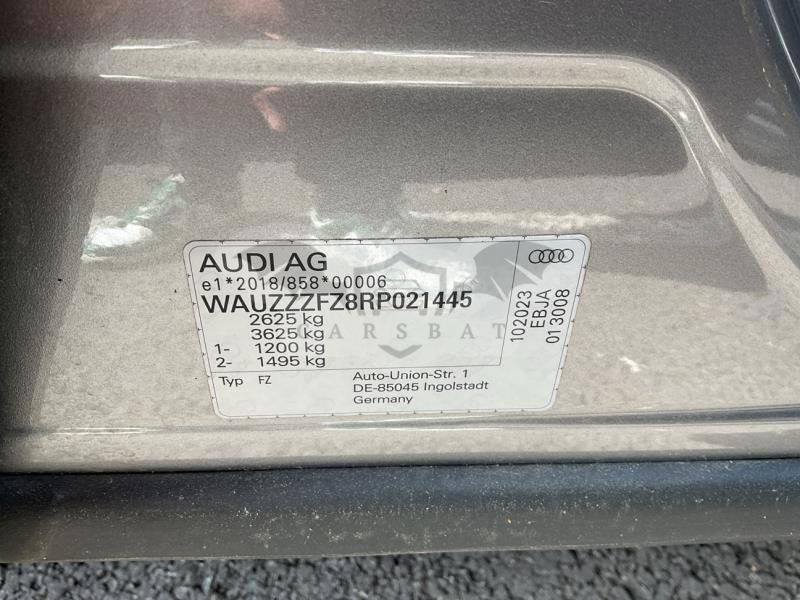 AUDI AG
e1*2018/858*00006
WAUZZZFZ8RP021445
2625 kg
3625 kg
1- 1200 kg
2- 1495 kg
Typ FZ
Auto-Union-Str. 1
DE-85045 Ingolstadt
Germany
102023
EBJA
013008
CARSBAT